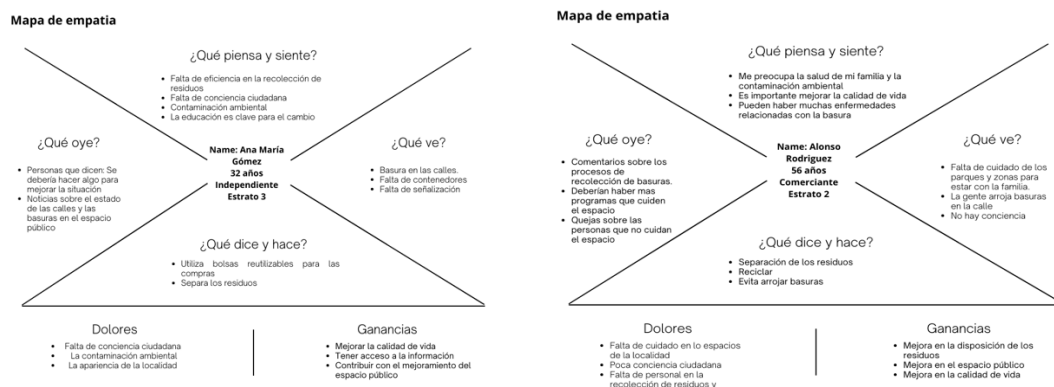 Mapa de empatia
¿Qué piensa y siente?
Falta de eficiencia en la recolección de
residuos
Falta de conciencia ciudadana
Contaminación ambiental
La educación es clave para el cambio
¿Qué oye?
Personas que dicen: Se
debería hacer algo para
mejorar la situación
Noticias sobre el estado
de las calles y las
basuras en el espacio
público
Name: Ana María
Gómez
32 años
Independiente
Estrato 3
¿Qué ve?
Basura en las calles.
Falta de contenedores
Falta de señalización
¿Qué dice y hace?
Utiliza bolsas reutilizables para las
compras
Separa los residuos
Dolores
Falta de conciencia ciudadana
La contaminación ambiental
La apariencia de la localidad
Ganancias
Mejorar la calidad de vida
Tener acceso a la información
Contribuir con el mejoramiento del
espacio público
Mapa de empatia
¿Qué piensa y siente?
Me preocupa la salud de mi familia y la
contaminación ambiental
Es importante mejorar la calidad de vida
Pueden haber muchas enfermedades
relacionadas con la basura
¿Qué oye?
Comentarios sobre los
procesos de
recolección de basuras.
Deberían haber mas
programas que cuiden
el espacio
Quejas sobre las
personas que no cuidan
el espacio
Name: Alonso
Rodriguez
56 años
Comerciante
Estrato 2
¿Qué ve?
Falta de cuidado de los
parques y zonas para
estar con la familia.
La gente arroja basuras
en la calle
No hay conciencia
¿Qué dice y hace?
Separación de los residuos
Reciclar
Evita arrojar basuras
Dolores
Falta de cuidado en lo espacios
de la localidad
Poca conciencia ciudadana
Falta de personal en la
recolección de residuos y
Ganancias
Mejora en la disposición de los
residuos
Mejora en el espacio público
Mejora en la calidad de vida